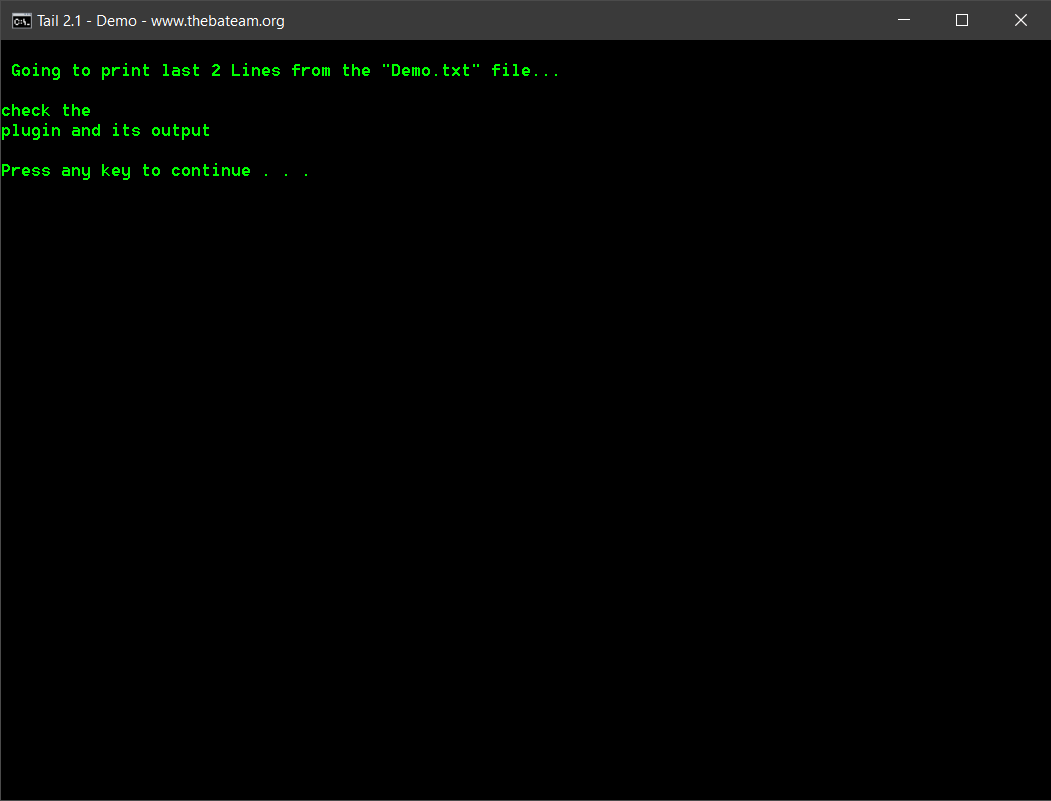 Tail 2.1 - Demo - www.thebateam.org
Going to print last 2 Lines from the "Demo.txt" file...
check the
plugin and its output
Press any key to continue . . .